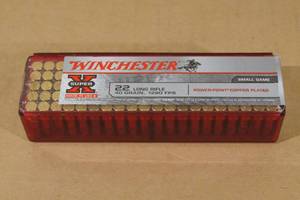 WINCHESTER
SUPER
X
SMALL GAME
22 LONG RIFLE
40 GRAIN, 1280 FPS
POWER-POINT COPPER PLATED